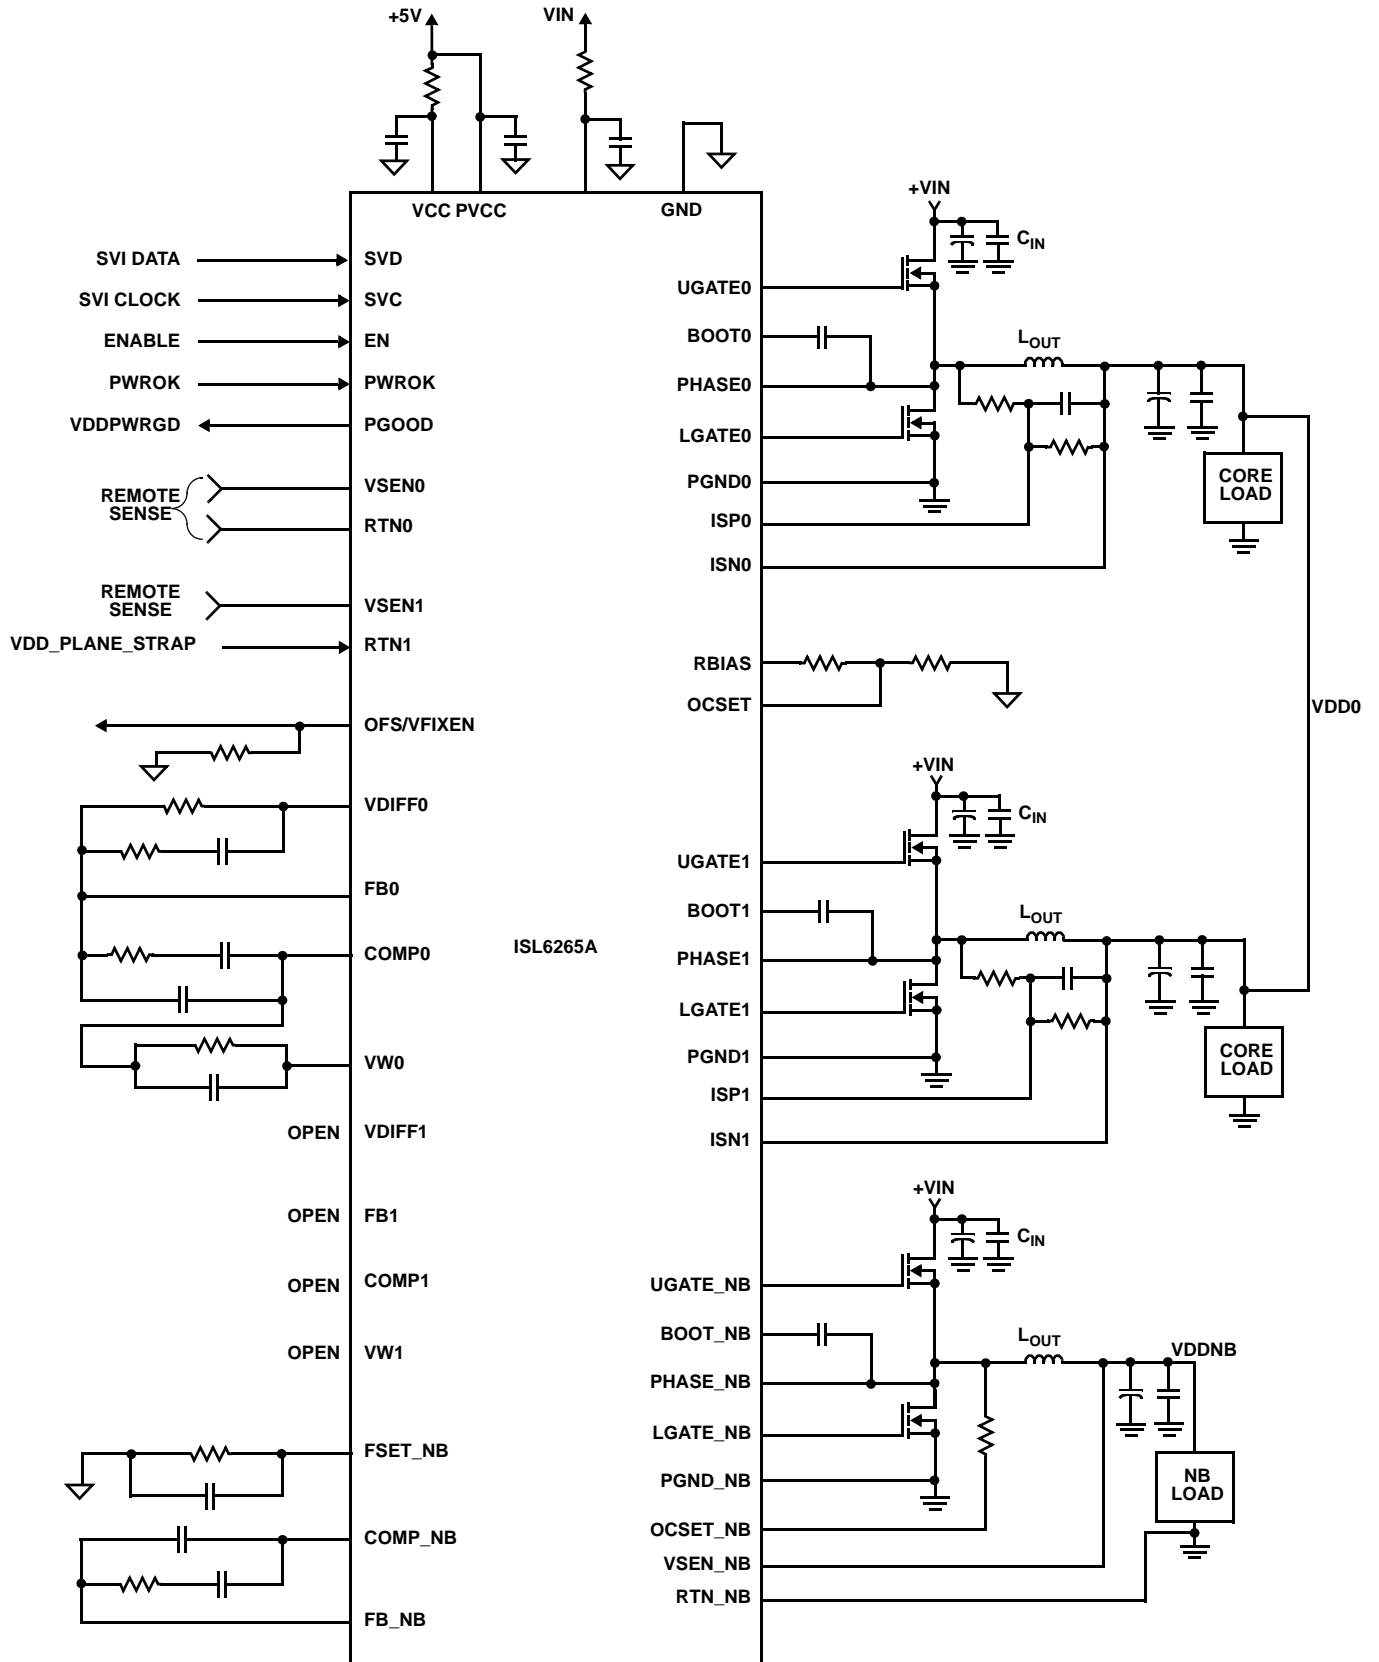 +5V
VIN
VCC PVCC
GND
SVI DATA
SVD
SVI CLOCK
SVC
ENABLE
EN
PWROK
PWROK
VDDPWRGD
PGOOD
REMOTE
SENSE
VSEN0
RTN0
REMOTE
SENSE
VSEN1
VDD_PLANE_STRAP
RTN1
OFS/VFIXEN
VDIFF0
FB0
COMP0
VW0
OPEN
VDIFF1
OPEN
FB1
OPEN
COMP1
OPEN
VW1
FSET_NB
COMP_NB
FB_NB
ISL6265A
+VIN
CIN
UGATE0
BOOT0
LOUT
PHASE0
LGATE0
PGND0
CORE
LOAD
ISP0
ISN0
RBIAS
OCSET
VDD0
+VIN
CIN
UGATE1
BOOT1
LOUT
PHASE1
LGATE1
PGND1
CORE
LOAD
ISP1
ISN1
+VIN
CIN
UGATE_NB
BOOT_NB
LOUT
VDDNB
PHASE_NB
LGATE_NB
PGND_NB
NB
LOAD
OCSET_NB
VSEN_NB
RTN_NB